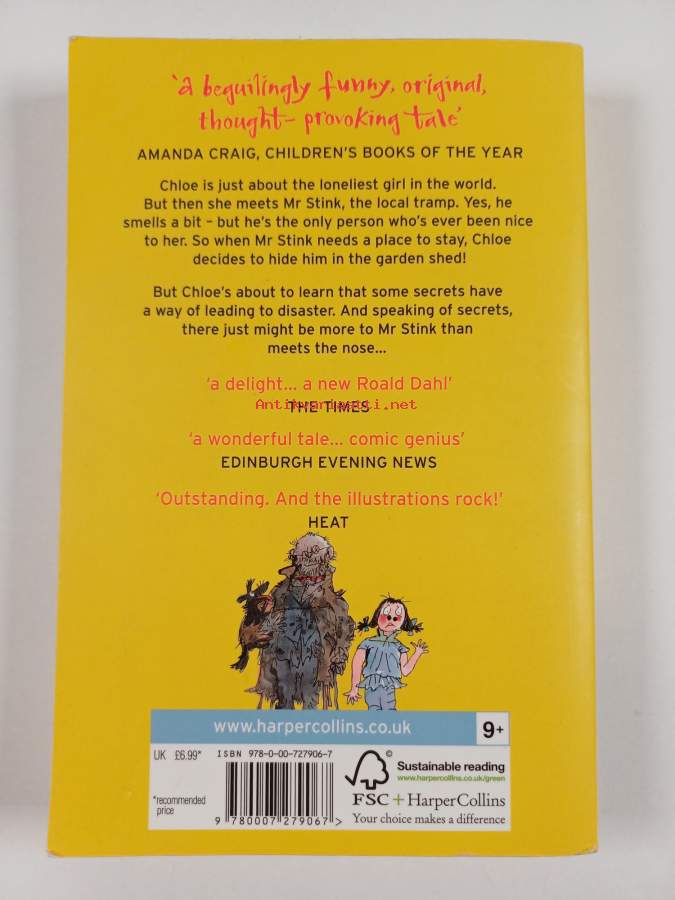 ‘a beguilingly funny, original,
thought-provoking tale’
AMANDA CRAIG, CHILDREN’S BOOKS OF THE YEAR
Chloe is just about the loneliest girl in the world.
But then she meets Mr Stink, the local tramp. Yes, he
smells a bit – but he’s the only person who’s ever been nice
to her. So when Mr Stink needs a place to stay, Chloe
decides to hide him in the garden shed!
But Chloe’s about to learn that some secrets have
a way of leading to disaster. And speaking of secrets,
there just might be more to Mr Stink than
meets the nose...
‘a delight... a new Roald Dahl’
THE TIMES
Antikvariaatti.net
‘a wonderful tale... comic genius’
EDINBURGH EVENING NEWS
‘Outstanding. And the illustrations rock!’
HEAT
www.harpercollins.co.uk
9+
UK £6.99*
*recommended
price
ISBN 978-0-00-727906-7
9 780007 279067 >
©
Sustainable reading
www.harpercollins.co.uk/green
FSC + HarperCollins
Your choice makes a difference